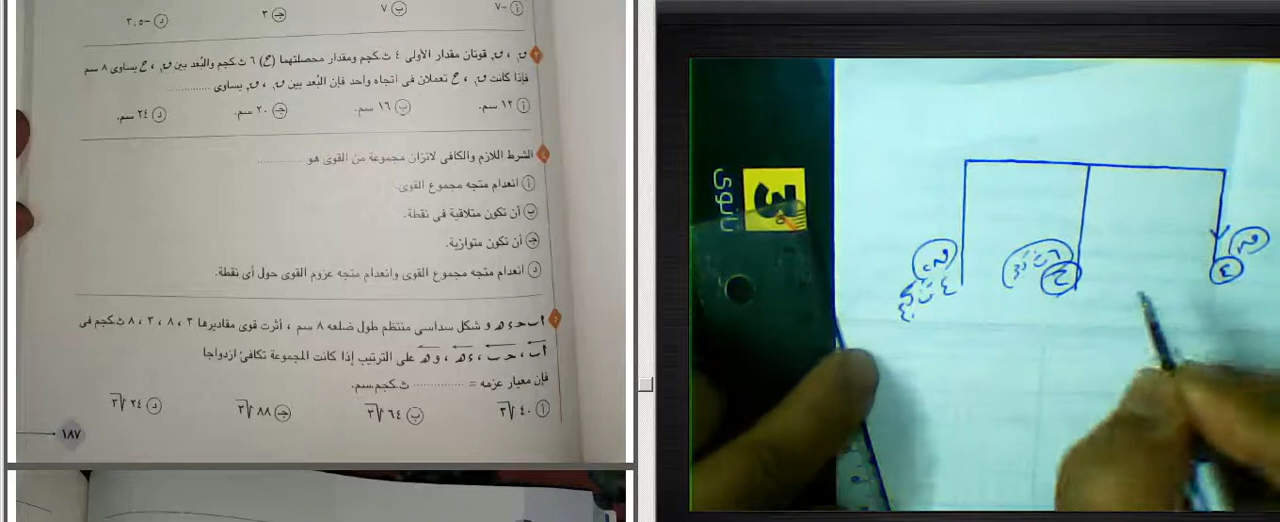 أ -٧ ب ٧ ج ٣ د -٣.٥
٣ ق١ ، ق٢ قوتان مقدار الأولى ٤ ث.كجم ومقدار محصلتهما (ح) ٦ ث.كجم والبُعد بين ق١ ، ح يساوى ٨ سم
فإذا كانت ق١ ، ح تعملان فى اتجاه واحد فإن البُعد بين ق١ ، ق٢ يساوى ............
أ ١٢ سم. ب ١٦ سم. ج ٢٠ سم. د ٢٤ سم.
٤ الشرط اللازم والكافى لاتزان مجموعة من القوى هو ............
أ انعدام متجه مجموع القوى.
ب أن تكون متلاقية فى نقطة.
ج أن تكون متوازية.
د انعدام متجه مجموع القوى وانعدام متجه عزوم القوى حول أى نقطة.
أ ب ح د هـ و شكل سداسى منتظم طول ضلعه ٨ سم ، أثرت قوى مقاديرها ٣ ، ٨ ، ٣ ، ٨ ث.كجم فى
أب ، حب ، دهـ ، وهـ على الترتيب إذا كانت المجموعة تكافئ ازدواجا
فإن معيار عزمه = ............ ث.كجم.سم.
أ ٤٠√٣ ب ٦٤√٣ ج ٨٨√٣ د ٢٤√٣
١٨٧
3
ثانوى